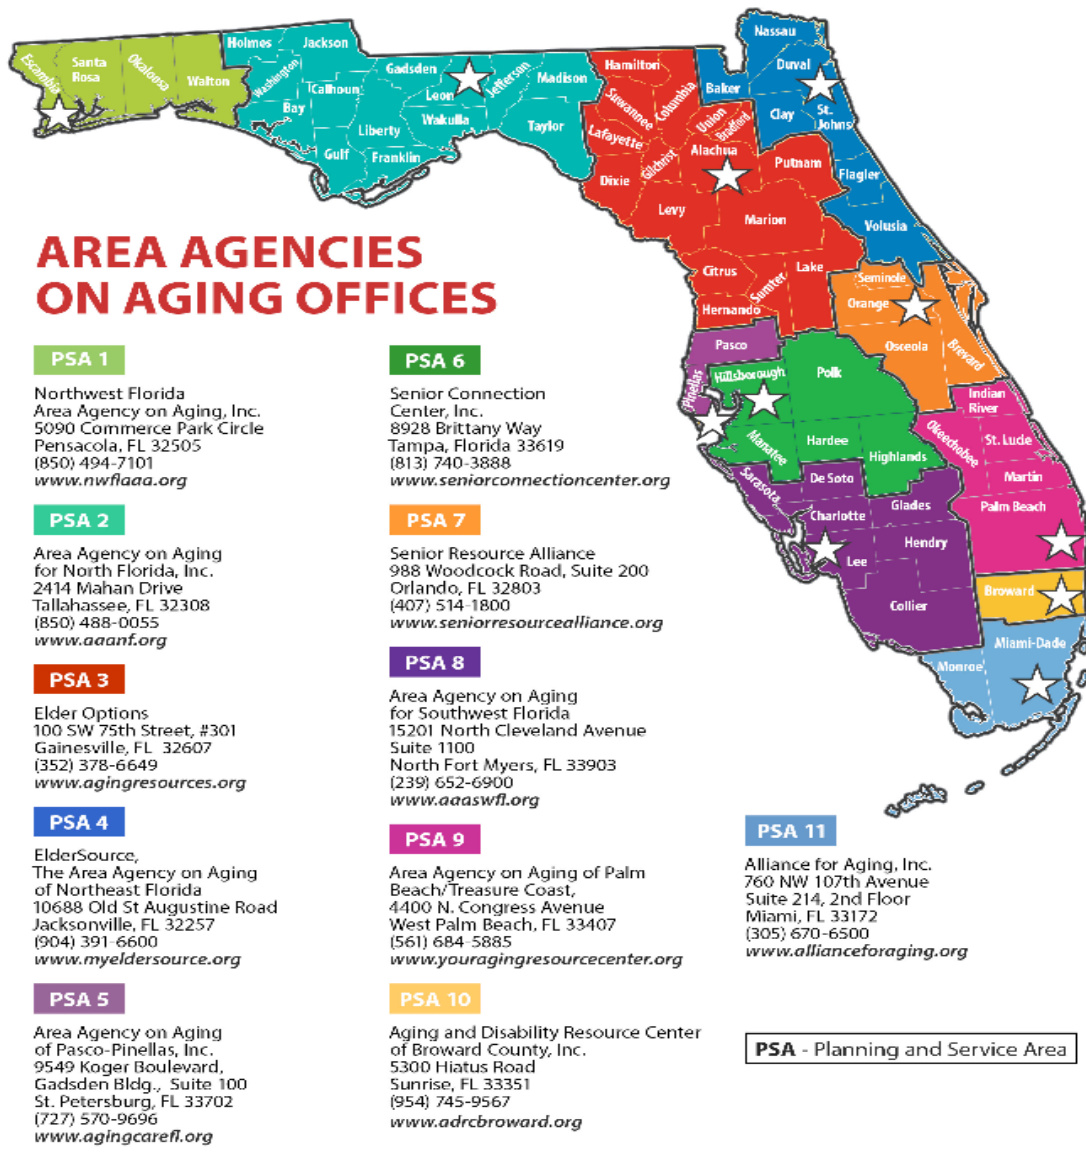 Nassau
Holmes
Jackson
Duval
Escambia
Santa
Rosa
Okaloosa
Walton
Washington
Calhoun
Gadsden
Leon
Jefferson
Madison
Hamilton
Suwannee
Columbia
Baker
Clay
St.
Johns
Bay
Liberty
Wakulla
Taylor
Union
Bradford
Gulf
Franklin
Lafayette
Gilchrist
Alachua
Putnam
Flagler
Dixie
Levy
Marion
Volusia
Citrus
Sumter
Lake
Seminole
Hernando
Orange
Pasco
Osceola
Brevard
Pinellas
Hillsborough
Polk
Indian
River
Manatee
Hardee
Highlands
Okeechobee
St. Lucie
Sarasota
De Soto
Martin
Charlotte
Glades
Palm Beach
Lee
Hendry
Collier
Broward
Monroe
Miami-Dade
AREA AGENCIES
ON AGING OFFICES
PSA 1
Northwest Florida
Area Agency on Aging, Inc.
5090 Commerce Park Circle
Pensacola, FL 32505
(850) 494-7101
www.nwflaaa.org
PSA 2
Area Agency on Aging
for North Florida, Inc.
2414 Mahan Drive
Tallahassee, FL 32308
(850) 488-0055
www.aaanf.org
PSA 3
Elder Options
100 SW 75th Street, #301
Gainesville, FL 32607
(352) 378-6649
www.agingresources.org
PSA 4
ElderSource,
The Area Agency on Aging
of Northeast Florida
10688 Old St Augustine Road
Jacksonville, FL 32257
(904) 391-6600
www.myeldersource.org
PSA 5
Area Agency on Aging
of Pasco-Pinellas, Inc.
9549 Koger Boulevard,
Gadsden Bldg., Suite 100
St. Petersburg, FL 33702
(727) 570-9696
www.agingcarefl.org
PSA 6
Senior Connection
Center, Inc.
8928 Brittany Way
Tampa, Florida 33619
(813) 740-3888
www.seniorconnectioncenter.org
PSA 7
Senior Resource Alliance
988 Woodcock Road, Suite 200
Orlando, FL 32803
(407) 514-1800
www.seniorresourcealliance.org
PSA 8
Area Agency on Aging
for Southwest Florida
15201 North Cleveland Avenue
Suite 1100
North Fort Myers, FL 33903
(239) 652-6900
www.aaaswfl.org
PSA 9
Area Agency on Aging of Palm
Beach/Treasure Coast,
4400 N. Congress Avenue
West Palm Beach, FL 33407
(561) 684-5885
www.youragingresourcecenter.org
PSA 10
Aging and Disability Resource Center
of Broward County, Inc.
5300 Hiatus Road
Sunrise, FL 33351
(954) 745-9567
www.adrcbroward.org
PSA 11
Alliance for Aging, Inc.
760 NW 107th Avenue
Suite 214, 2nd Floor
Miami, FL 33172
(305) 670-6500
www.allianceforaging.org
PSA - Planning and Service Area